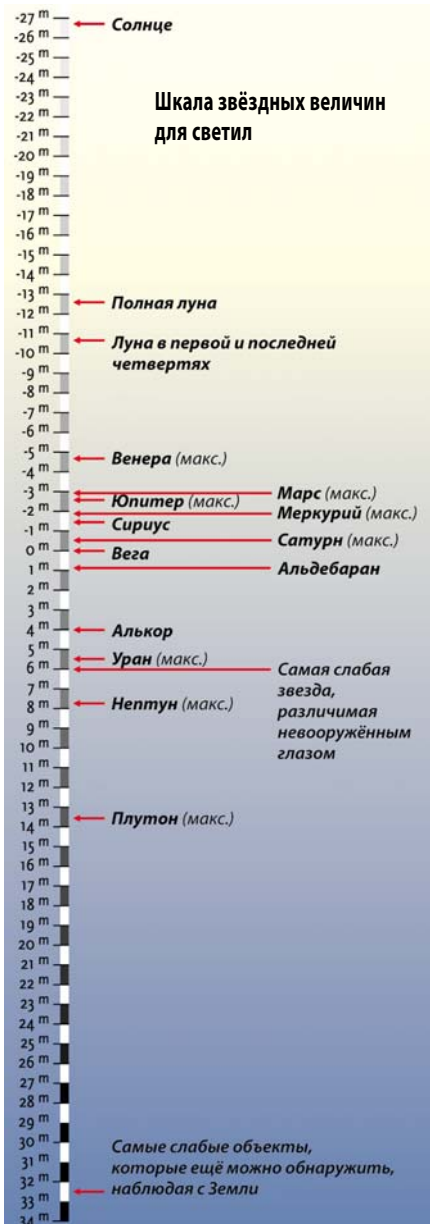 -27 m
Солнце
-26 m
-25 m
-24 m
Шкала звёздных величин
для светил
-23 m
-22 m
-21 m
-20 m
-19 m
-18 m
-17 m
-16 m
-15 m
-14 m
-13 m
Полная луна
-12 m
-11 m
Луна в первой и последней
четвертях
-10 m
-9 m
-8 m
-7 m
-6 m
-5 m
Венера (макс.)
-4 m
-3 m
Марс (макс.)
Юпитер (макс.)
-2 m
Меркурий (макс.)
Сириус
-1 m
Сатурн (макс.)
0 m
Вега
1 m
Альдебаран
2 m
3 m
4 m
Алькор
5 m
Уран (макс.)
6 m
Самая слабая
звезда,
различимая
невооружённым
глазом
7 m
8 m
Нептун (макс.)
9 m
10 m
11 m
12 m
13 m
Плутон (макс.)
14 m
15 m
16 m
17 m
18 m
19 m
20 m
21 m
22 m
23 m
24 m
25 m
26 m
27 m
28 m
29 m
30 m
Самые слабые объекты,
которые ещё можно обнаружить,
наблюдая с Земли
31 m
32 m
33 m
34 m